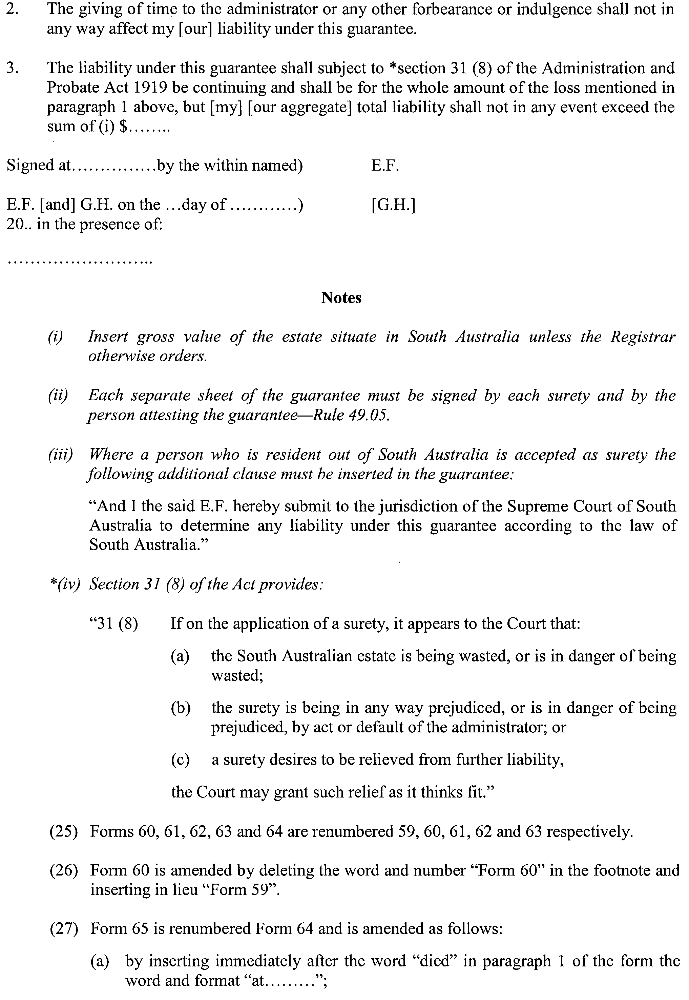 2. The giving of time to the administrator or any other forbearance or indulgence shall not in
any way affect my [our] liability under this guarantee.
3. The liability under this guarantee shall subject to *section 31 (8) of the Administration and
Probate Act 1919 be continuing and shall be for the whole amount of the loss mentioned in
paragraph 1 above, but [my] [our aggregate] total liability shall not in any event exceed the
sum of (i) $........
Signed at...............by the within named) E.F.
E.F. [and] G.H. on the ...day of ............) [G.H.]
20.. in the presence of:
..........................
Notes
(i) Insert gross value of the estate situate in South Australia unless the Registrar
otherwise orders.
(ii) Each separate sheet of the guarantee must be signed by each surety and by the
person attesting the guarantee—Rule 49.05.
(iii) Where a person who is resident out of South Australia is accepted as surety the
following additional clause must be inserted in the guarantee:
“And I the said E.F. hereby submit to the jurisdiction of the Supreme Court of South
Australia to determine any liability under this guarantee according to the law of
South Australia.”
*(iv) Section 31 (8) of the Act provides:
“31 (8) If on the application of a surety, it appears to the Court that:
(a) the South Australian estate is being wasted, or is in danger of being
wasted;
(b) the surety is being in any way prejudiced, or is in danger of being
prejudiced, by act or default of the administrator; or
(c) a surety desires to be relieved from further liability,
the Court may grant such relief as it thinks fit.”
(25) Forms 60, 61, 62, 63 and 64 are renumbered 59, 60, 61, 62 and 63 respectively.
(26) Form 60 is amended by deleting the word and number “Form 60” in the footnote and
inserting in lieu “Form 59”.
(27) Form 65 is renumbered Form 64 and is amended as follows:
(a) by inserting immediately after the word “died” in paragraph 1 of the form the
word and format “at.........”;